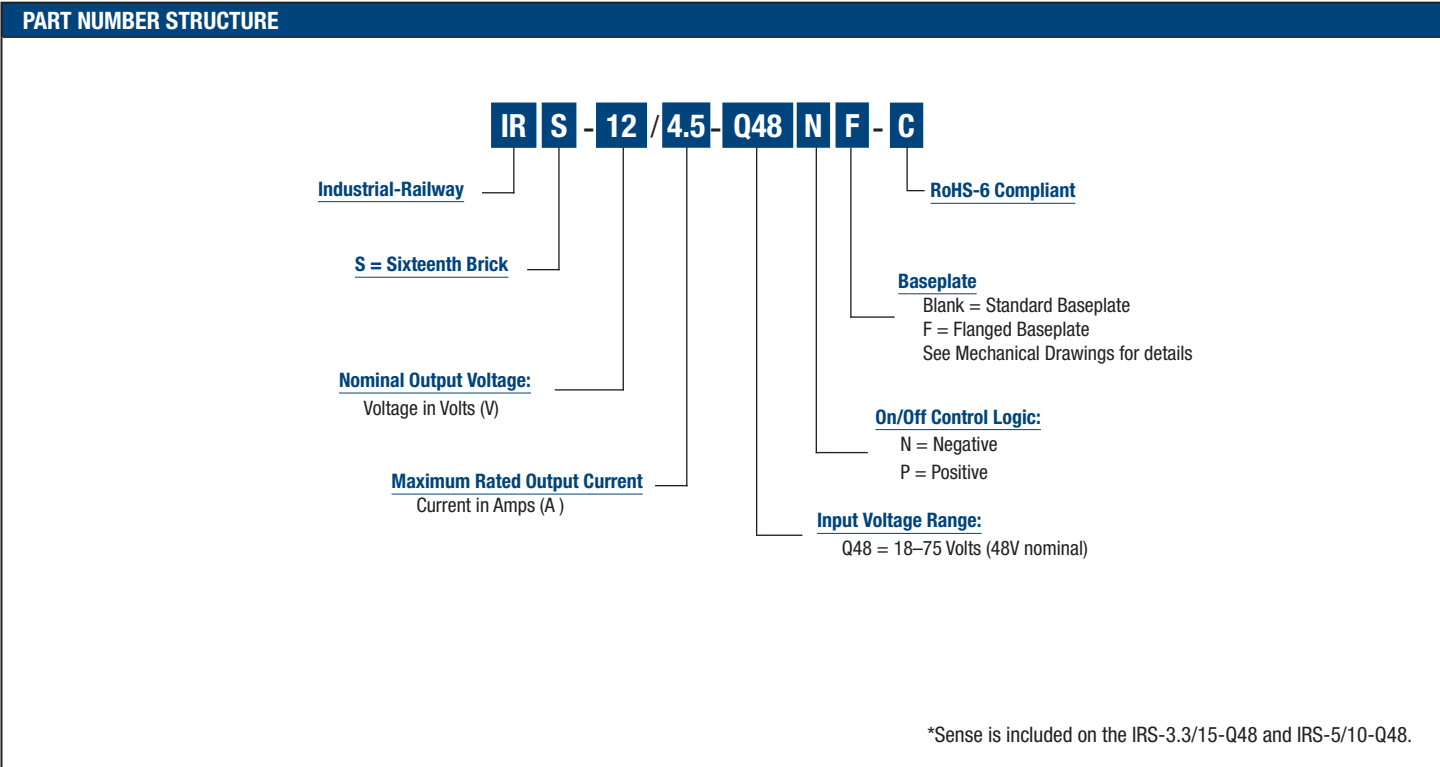 PART NUMBER STRUCTURE
IR S - 12 / 4.5 - Q48 N F - C
Industrial-Railway
RoHS-6 Compliant
S = Sixteenth Brick
Baseplate
Blank = Standard Baseplate
F = Flanged Baseplate
See Mechanical Drawings for details
Nominal Output Voltage:
Voltage in Volts (V)
On/Off Control Logic:
N = Negative
P = Positive
Maximum Rated Output Current
Current in Amps (A )
Input Voltage Range:
Q48 = 18–75 Volts (48V nominal)
*Sense is included on the IRS-3.3/15-Q48 and IRS-5/10-Q48.